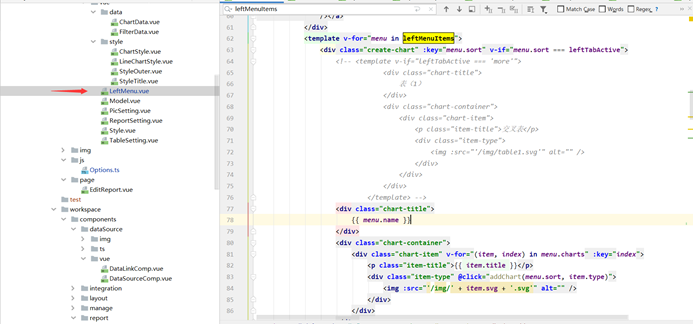 vue
data
ChartData.vue
FilterData.vue
style
ChartStyle.vue
LineChartStyle.vue
StyleOuter.vue
StyleTitle.vue
LeftMenu.vue
Model.vue
PicSetting.vue
ReportSetting.vue
Style.vue
TableSetting.vue
img
js
Options.ts
page
EditReport.vue
test
workspace
components
dataSource
img
ts
vue
DataLinkComp.vue
DataSourceComp.vue
integration
layout
manage
report
leftMenuItems
Match Case
Words
Regex
?
60 /></a>
61 </div>
62 <template v-for="menu in leftMenuItems">
63 <div class="create-chart" :key="menu.sort" v-if="menu.sort === leftTabActive">
64 <!-- <template v-if="leftTabActive === 'more'">
65 <div class="chart-title">
66 表（1）
67 </div>
68 <div class="chart-container">
69 <div class="chart-item">
70 <p class="item-title">交叉表</p>
71 <div class="item-type">
72 <img :src="'/img/table1.svg'" alt="" />
73 </div>
74 </div>
75 </div>
76 </template> -->
77 <div class="chart-title">
78 {{ menu.name }}
79 </div>
80 <div class="chart-container">
81 <div class="chart-item" v-for="(item, index) in menu.charts" :key="index">
82 <p class="item-title">{{ item.title }}</p>
83 <div class="item-type" @click="addChart(menu.sort, item.type)">
84 <img :src="'/img/' + item.svg + '.svg'" alt="" />
85 </div>
86 </div>